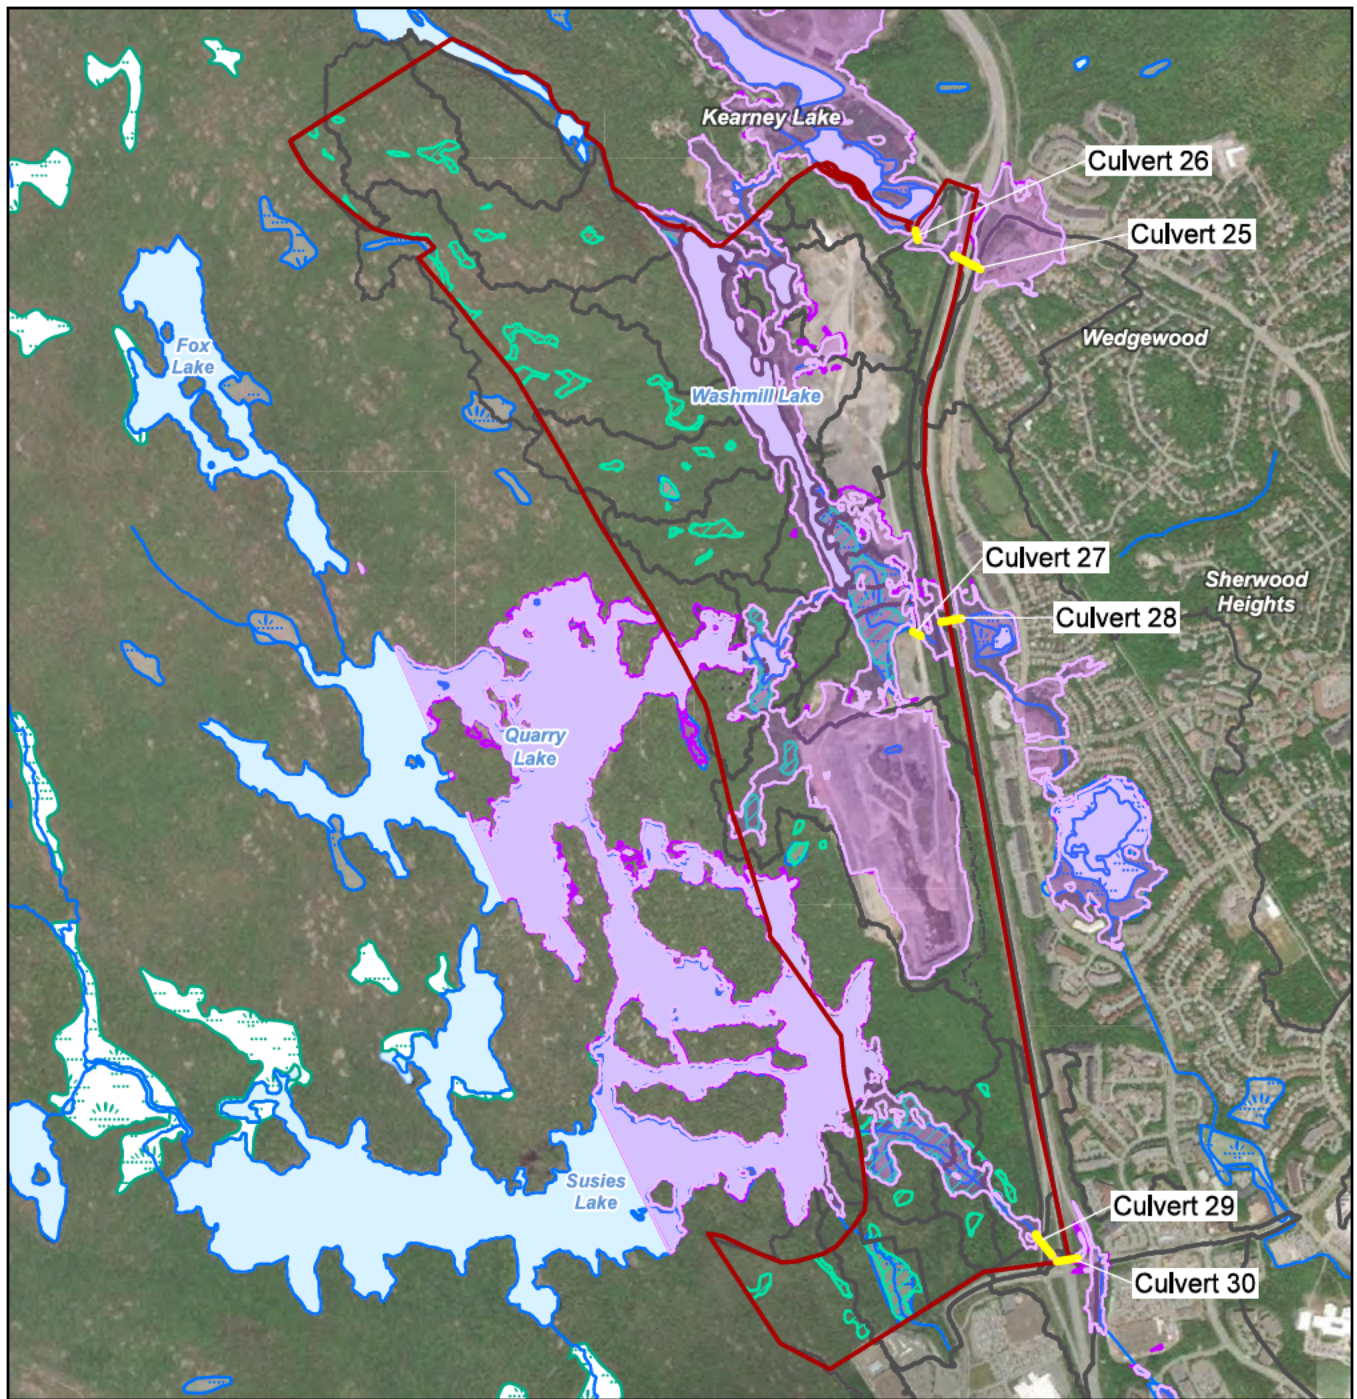 Kearney Lake
Culvert 26
Culvert 25
Wedgewood
Fox
Lake
Washmill Lake
Culvert 27
Sherwood
Heights
Culvert 28
Quarry
Lake
Susies
Lake
Culvert 29
Culvert 30